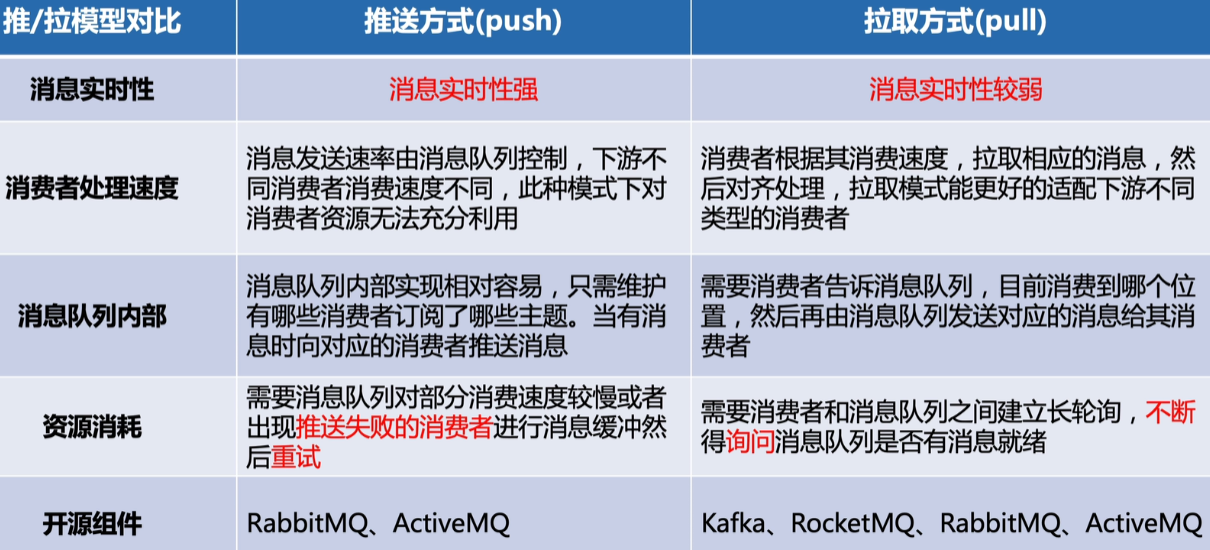 推/拉模型对比
推送方式(push)
拉取方式(pull)
消息实时性
消息实时性强
消息实时性较弱
消费者处理速度
消息发送速率由消息队列控制，下游不
同消费者消费速度不同，此种模式下对
消费者资源无法充分利用
消费者根据其消费速度，拉取相应的消息，然
后对齐处理，拉取模式能更好的适配下游不同
类型的消费者
消息队列内部
消息队列内部实现相对容易，只需维护
有哪些消费者订阅了哪些主题。当有消
息时向对应的消费者推送消息
需要消费者告诉消息队列，目前消费到哪个位
置，然后再由消息队列发送对应的消息给其消
费者
资源消耗
需要消息队列对部分消费速度较慢或者
出现推送失败的消费者进行消息缓冲然
后重试
需要消费者和消息队列之间建立长轮询，不断
得询问消息队列是否有消息就绪
开源组件
RabbitMQ、ActiveMQ
Kafka、RocketMQ、RabbitMQ、ActiveMQ